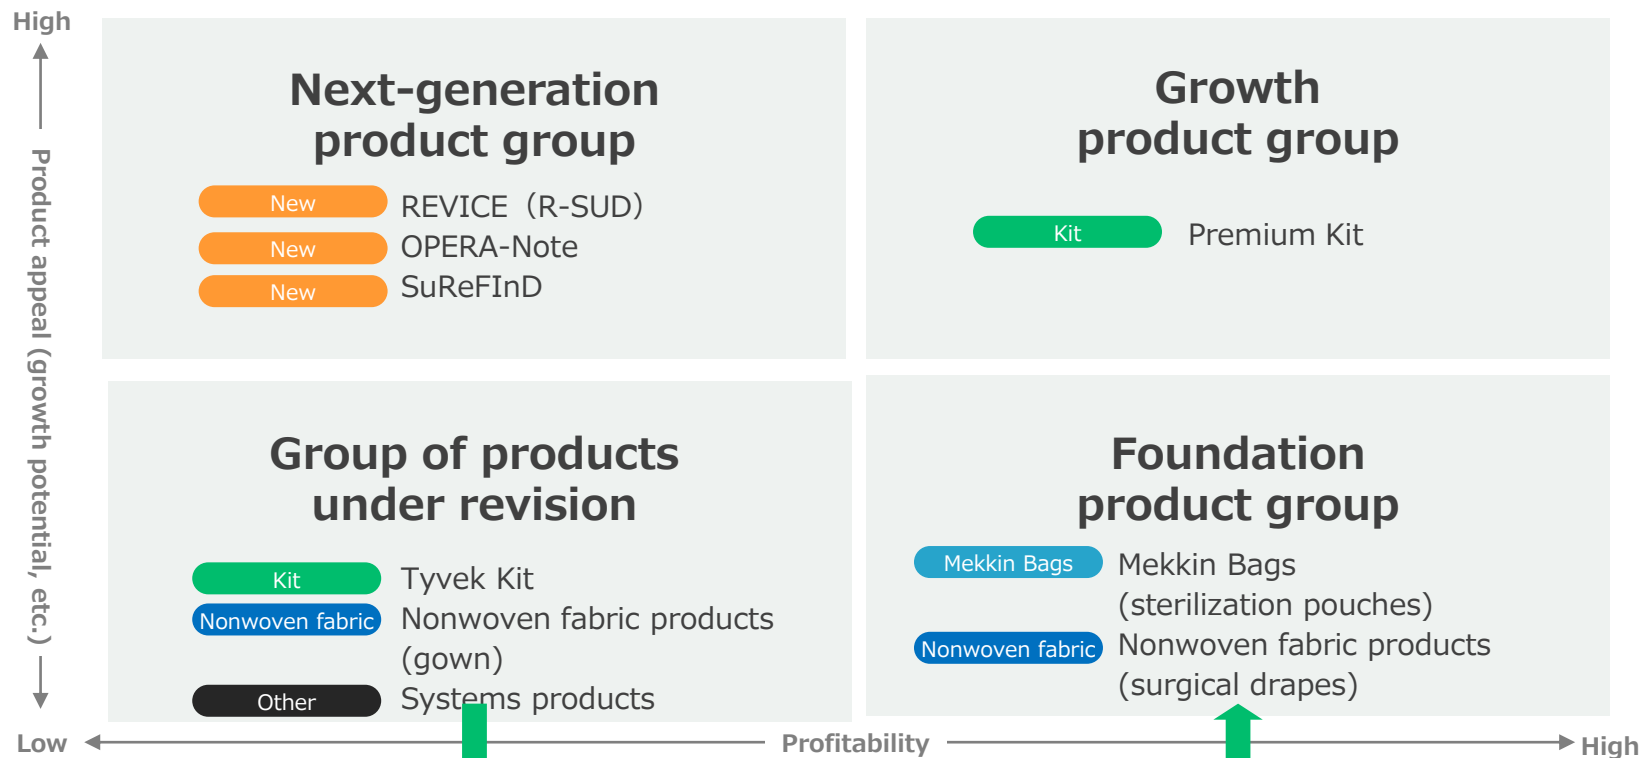 High
Product appeal (growth potential, etc.)
Next-generation
product group
New
REVICE（R-SUD）
New
OPERA-Note
New
SuReFInD
Growth
product group
Kit
Premium Kit
Group of products
under revision
Kit
Tyvek Kit
Nonwoven fabric
Nonwoven fabric products
(gown)
Other
Systems products
Foundation
product group
Mekkin Bags
Mekkin Bags
(sterilization pouches)
Nonwoven fabric
Nonwoven fabric products
(surgical drapes)
Low
Profitability
High